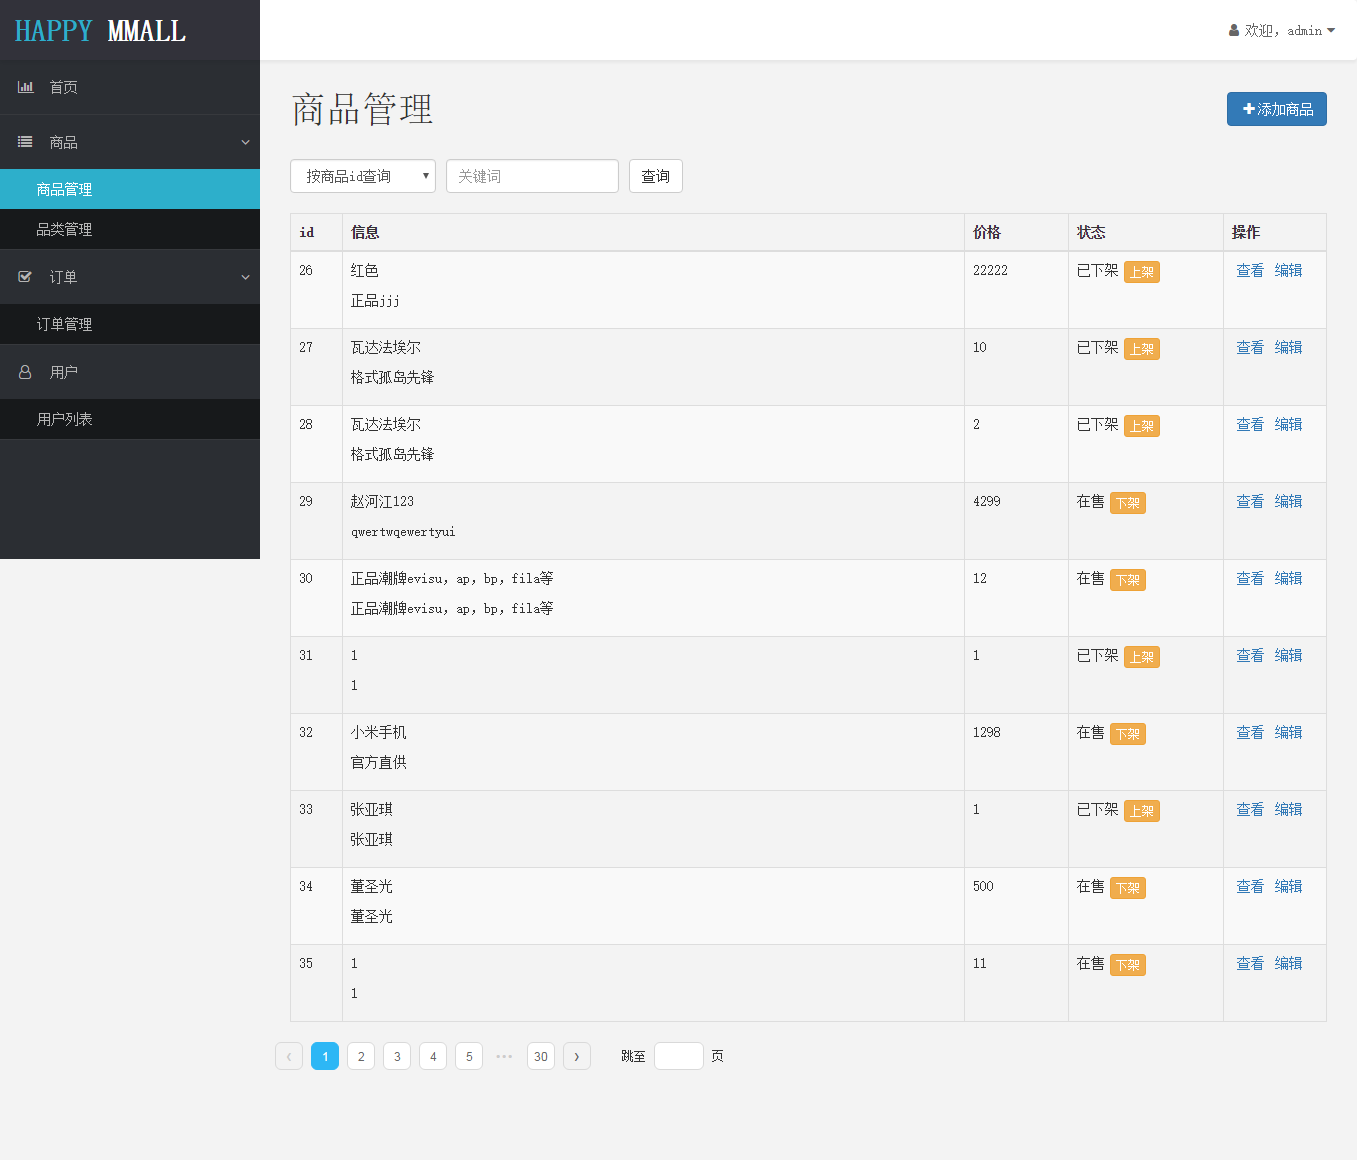 HAPPY MMALL
欢迎，admin
首页
商品
商品管理
品类管理
订单
订单管理
用户
用户列表
商品管理
添加商品
按商品id查询 关键词 查询
id 信息 价格 状态 操作
26 红色 22222 已下架 上架 查看 编辑
正品jjj
27 瓦达法埃尔 10 已下架 上架 查看 编辑
格式孤岛先锋
28 瓦达法埃尔 2 已下架 上架 查看 编辑
格式孤岛先锋
29 赵河江123 4299 在售 下架 查看 编辑
qwertwqewertyui
30 正品潮牌evisu，ap，bp，fila等 12 在售 下架 查看 编辑
正品潮牌evisu，ap，bp，fila等
31 1 1 已下架 上架 查看 编辑
1
32 小米手机 1298 在售 下架 查看 编辑
官方直供
33 张亚琪 1 已下架 上架 查看 编辑
张亚琪
34 董圣光 500 在售 下架 查看 编辑
董圣光
35 1 11 在售 下架 查看 编辑
1
‹ 1 2 3 4 5 ••• 30 › 跳至 页